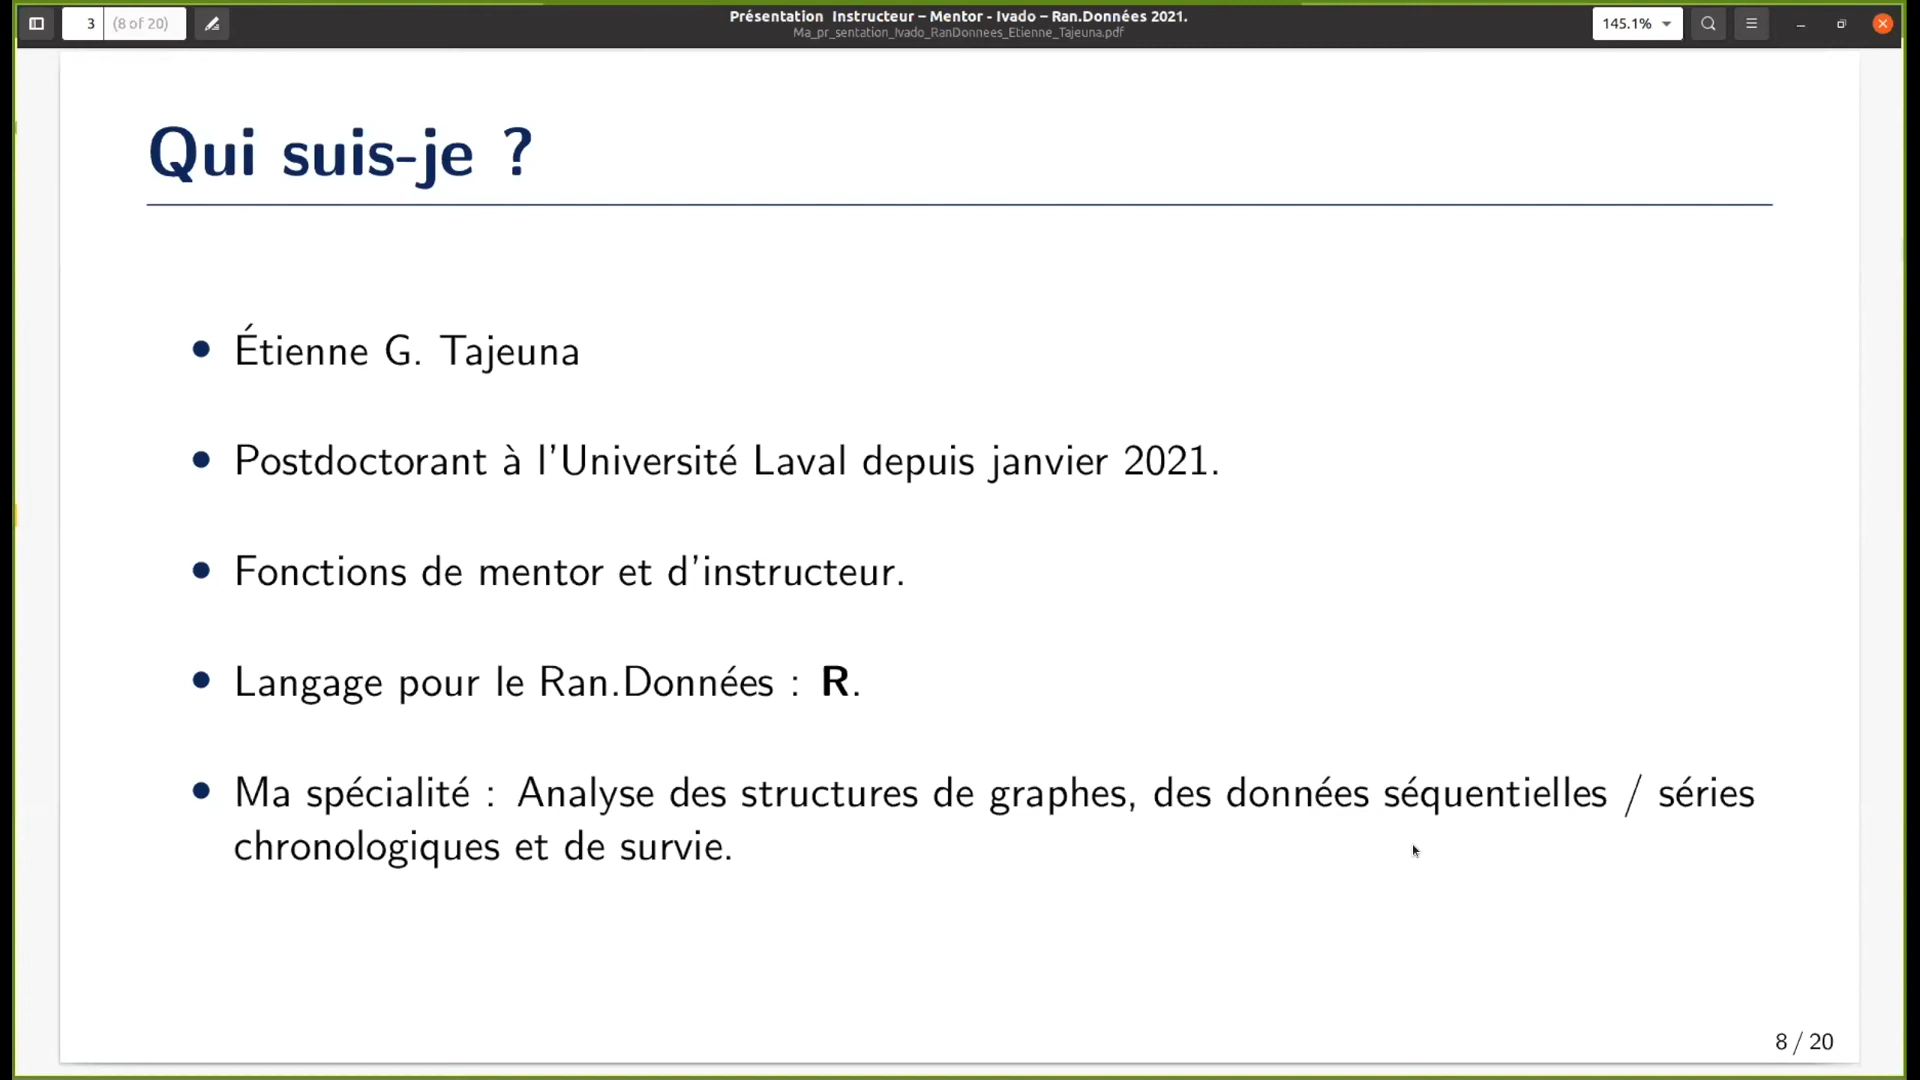 3 (8 of 20)
Présentation Instructeur – Mentor - Ivado – Ran.Données 2021.
Ma_pr_sentation_Ivado_RanDonnees_Etienne_Tajeuna.pdf
145.1%
Qui suis-je ?
• Étienne G. Tajeuna
• Postdoctorant à l'Université Laval depuis janvier 2021.
• Fonctions de mentor et d'instructeur.
• Langage pour le Ran.Données : R.
• Ma spécialité : Analyse des structures de graphes, des données séquentielles / séries
chronologiques et de survie.
8 / 20